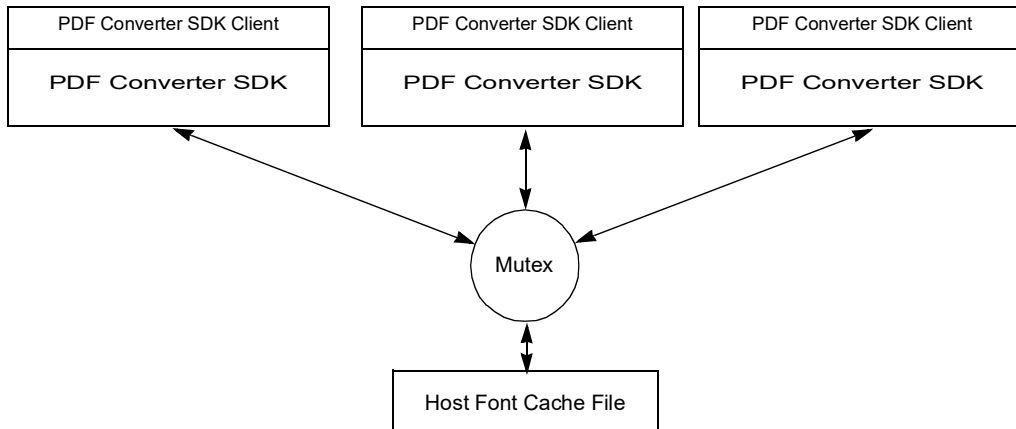 PDF Converter SDK Client
PDF Converter SDK
PDF Converter SDK Client
PDF Converter SDK
PDF Converter SDK Client
PDF Converter SDK
Mutex
Host Font Cache File